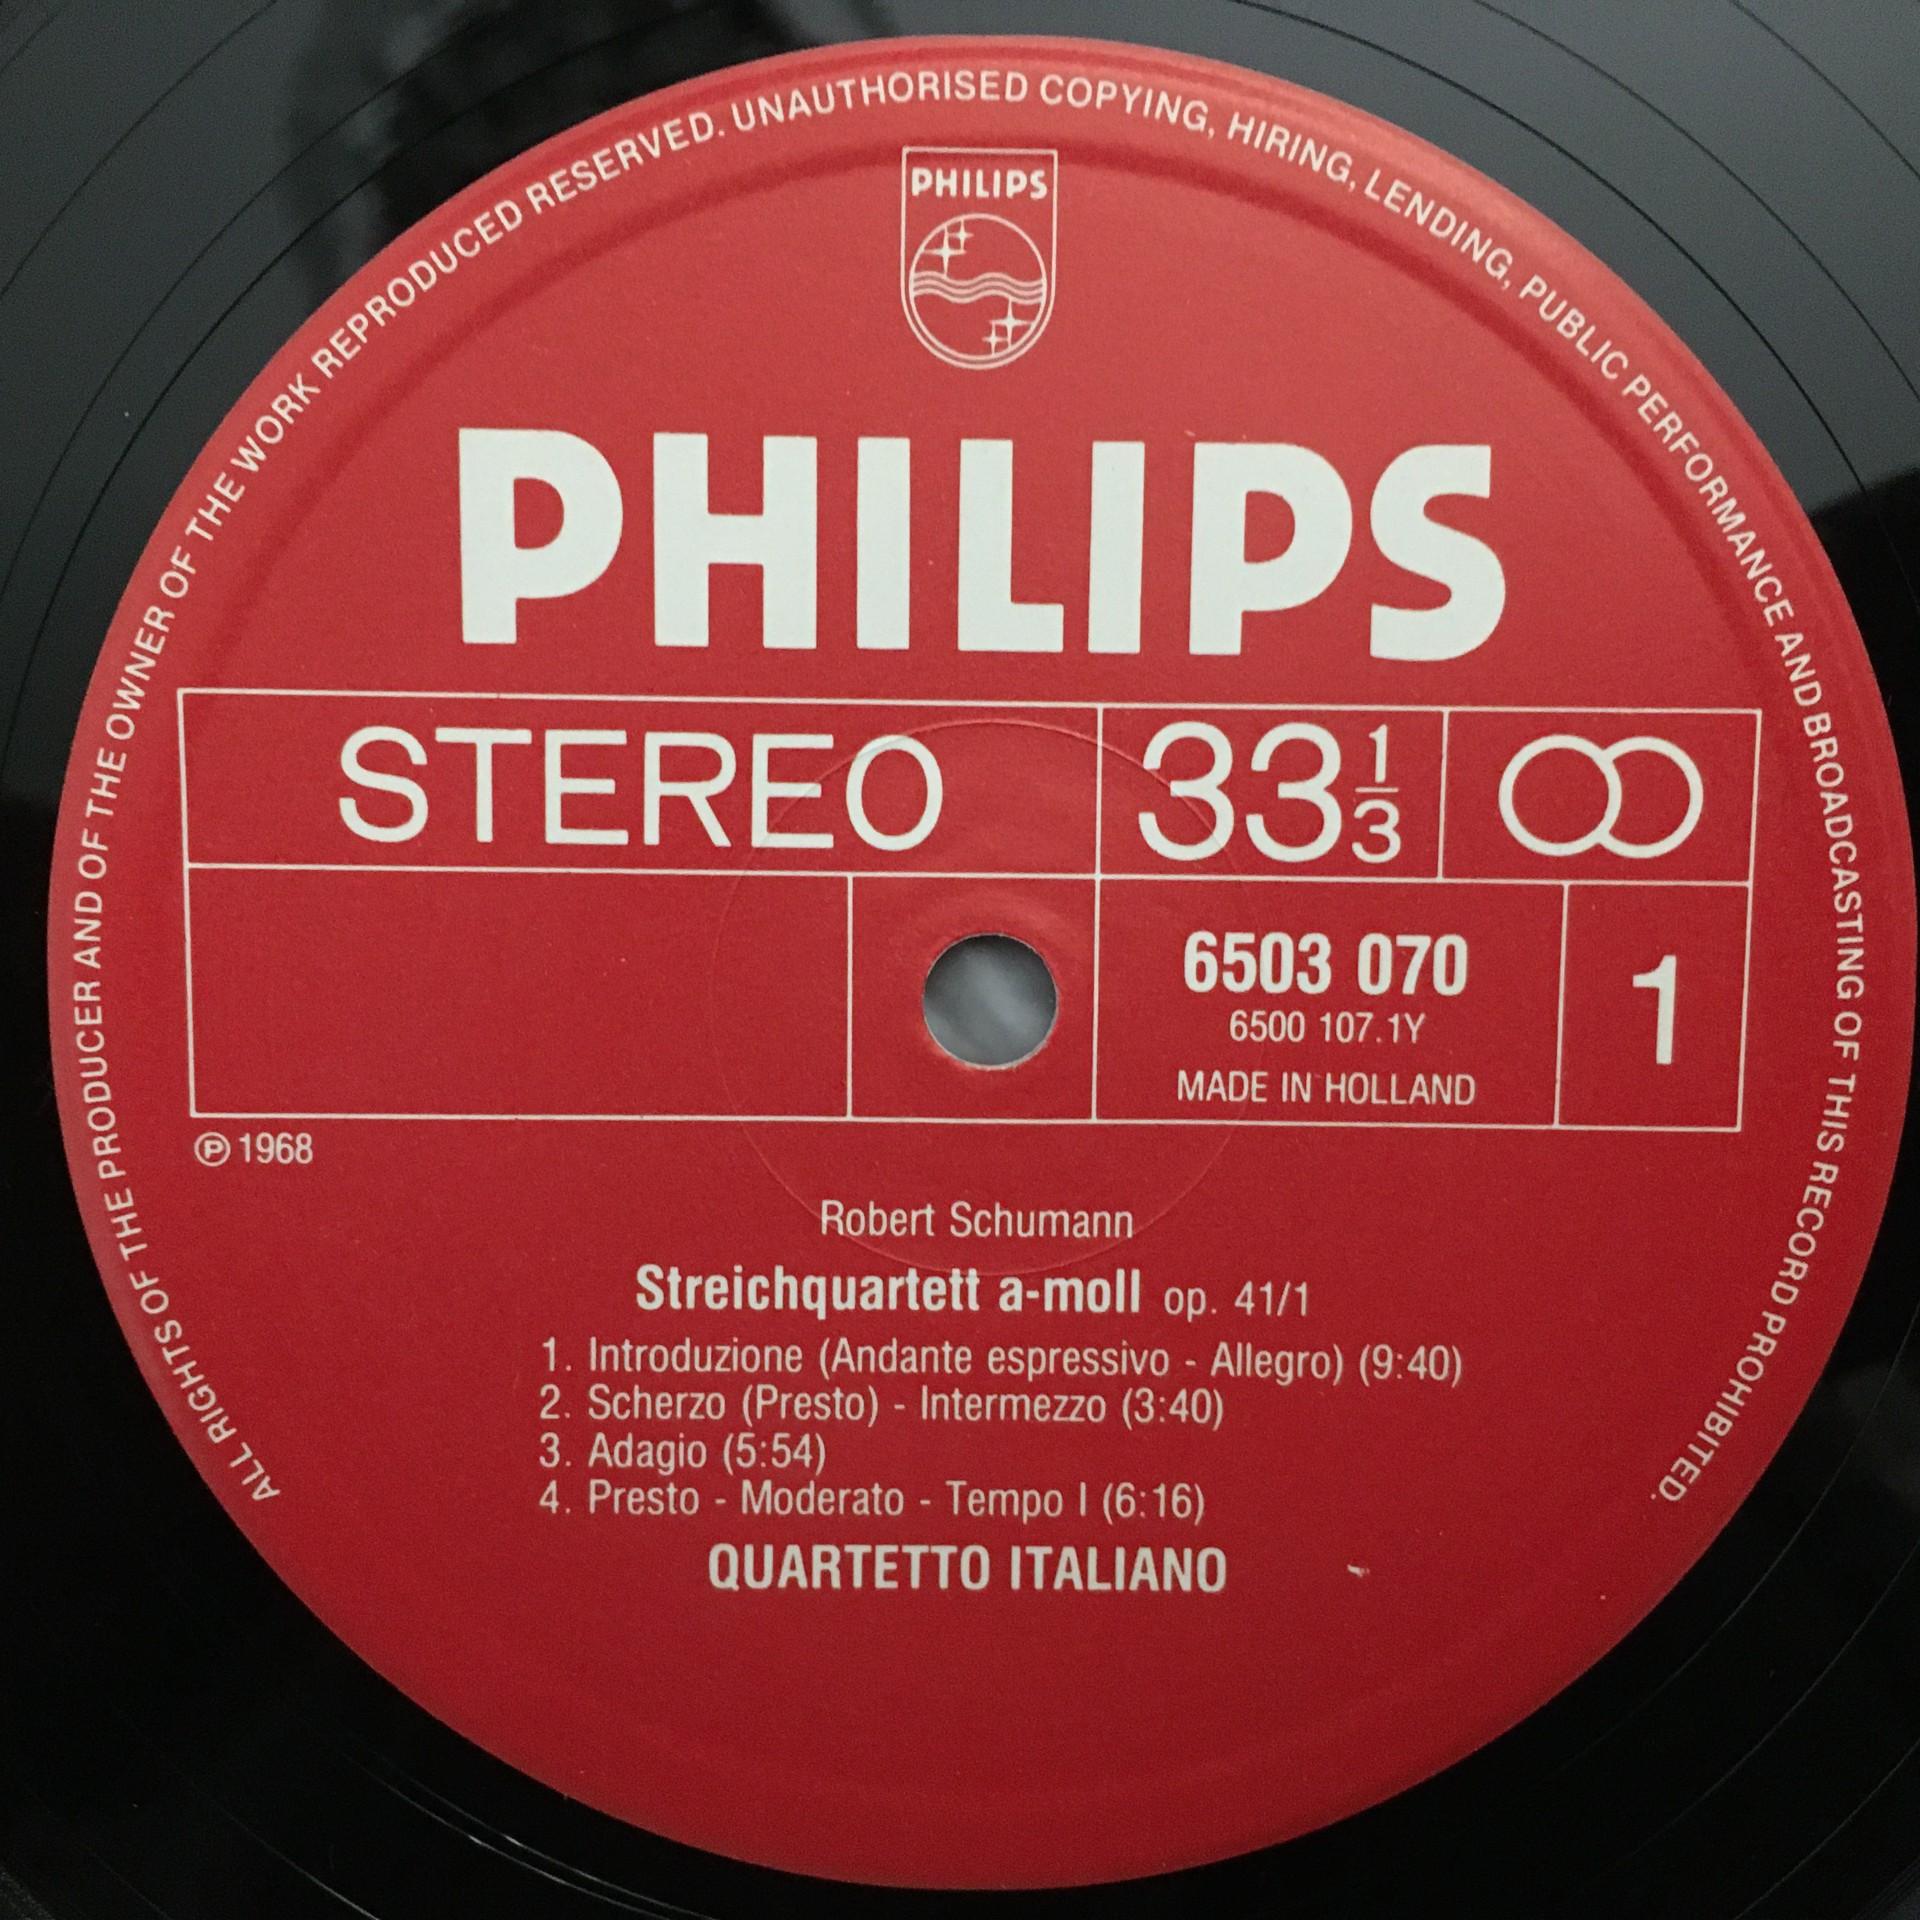 ALL RIGHTS OF THE PRODUCER AND OF THE OWNER OF THE WORK REPRODUCED RESERVED. UNAUTHORISED COPYING, HIRING, LENDING, PUBLIC PERFORMANCE AND BROADCASTING OF THIS RECORD PROHIBITED.
PHILIPS
PHILIPS
STEREO 33 1/3
6503 070 1
6500 107.1Y
MADE IN HOLLAND
℗ 1968
Robert Schumann
Streichquartett a-moll op. 41/1
1. Introduzione (Andante espressivo - Allegro) (9:40)
2. Scherzo (Presto) - Intermezzo (3:40)
3. Adagio (5:54)
4. Presto - Moderato - Tempo I (6:16)
QUARTETTO ITALIANO